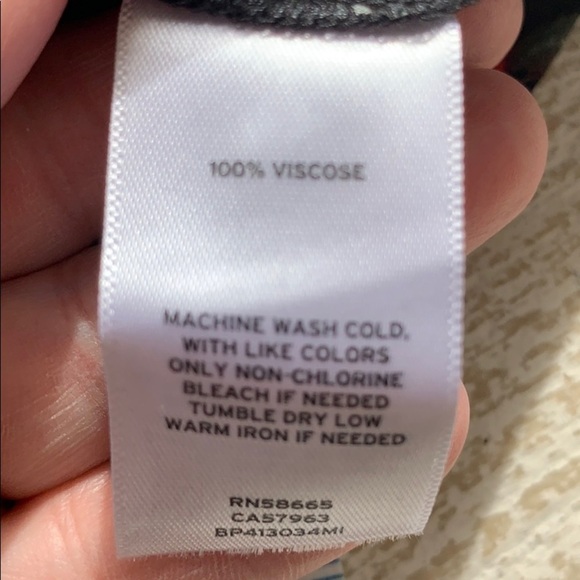 100% VISCOSE
MACHINE WASH COLD,
WITH LIKE COLORS
ONLY NON-CHLORINE
BLEACH IF NEEDED
TUMBLE DRY LOW
WARM IRON IF NEEDED
RN58665
CA57963
BP413034MI